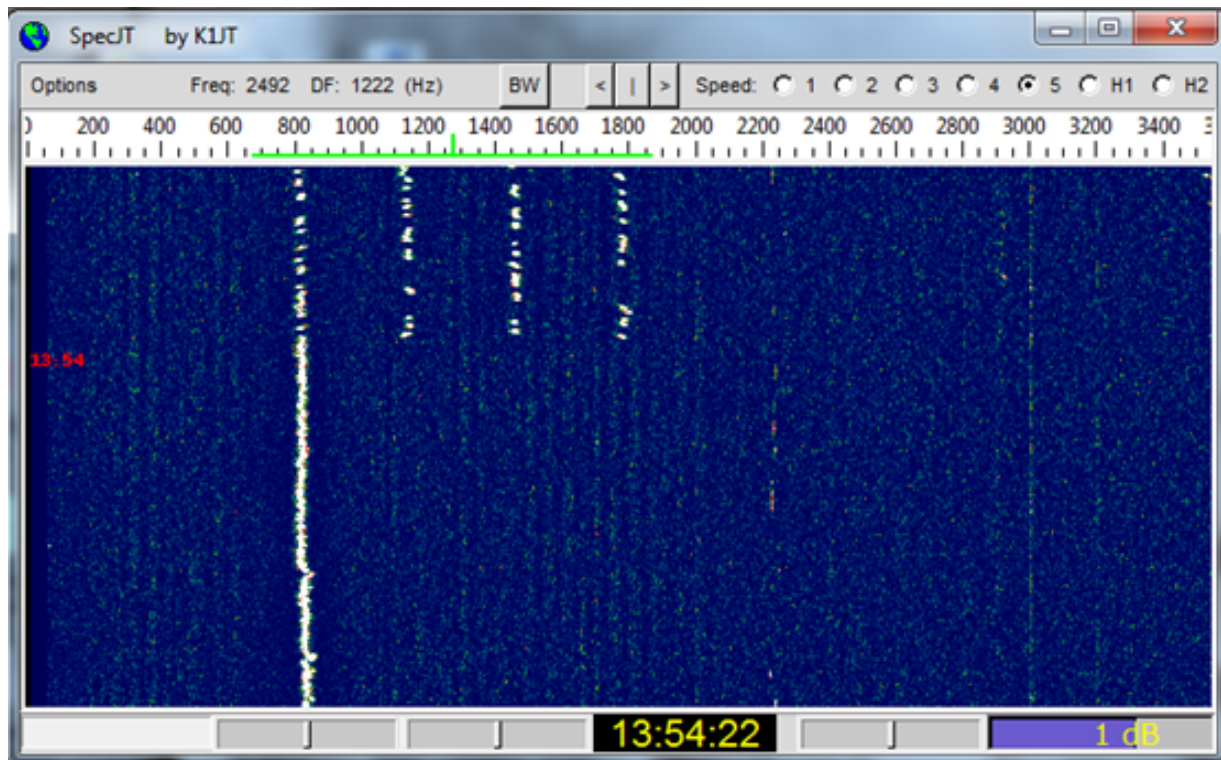 SpecJT by K1JT
Options Freq: 2492 DF: 1222 (Hz) BW < | > Speed: 1 2 3 4 5 H1 H2
200 400 600 800 1000 1200 1400 1600 1800 2000 2200 2400 2600 2800 3000 3200 3400
13:54
13:54:22 1 dB